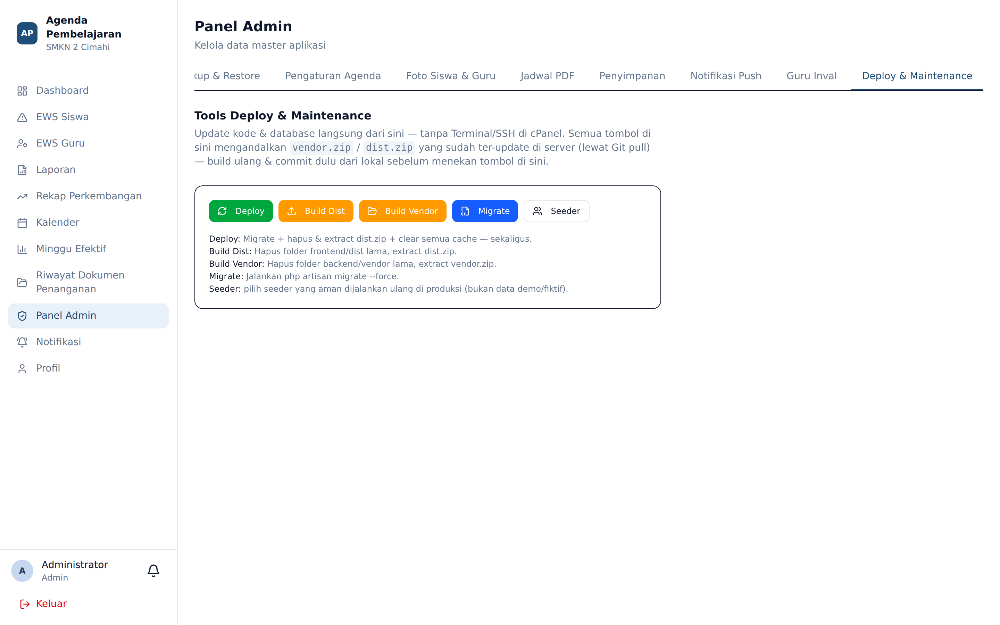 AP
Agenda
Pembelajaran
SMKN 2 Cimahi
Dashboard
EWS Siswa
EWS Guru
Laporan
Rekap Perkembangan
Kalender
Minggu Efektif
Riwayat Dokumen
Penanganan
Panel Admin
Notifikasi
Profil
A
Administrator
Admin
Keluar
Panel Admin
Kelola data master aplikasi
kup & Restore Pengaturan Agenda Foto Siswa & Guru Jadwal PDF Penyimpanan Notifikasi Push Guru Inval Deploy & Maintenance
Tools Deploy & Maintenance
Update kode & database langsung dari sini — tanpa Terminal/SSH di cPanel. Semua tombol di
sini mengandalkan vendor.zip / dist.zip yang sudah ter-update di server (lewat Git pull)
— build ulang & commit dulu dari lokal sebelum menekan tombol di sini.
Deploy Build Dist Build Vendor Migrate Seeder
Deploy: Migrate + hapus & extract dist.zip + clear semua cache — sekaligus.
Build Dist: Hapus folder frontend/dist lama, extract dist.zip.
Build Vendor: Hapus folder backend/vendor lama, extract vendor.zip.
Migrate: Jalankan php artisan migrate --force.
Seeder: pilih seeder yang aman dijalankan ulang di produksi (bukan data demo/fiktif).